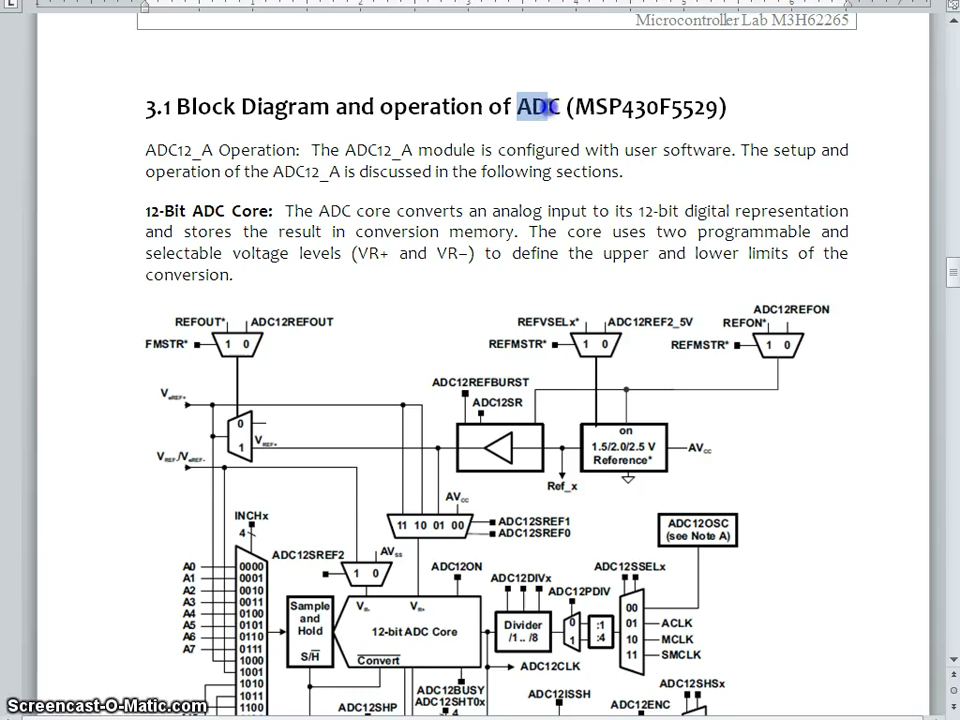 Microcontroller Lab M3H62265
3.1 Block Diagram and operation of ADC (MSP430F5529)
ADC12_A Operation: The ADC12_A module is configured with user software. The setup and
operation of the ADC12_A is discussed in the following sections.
12-Bit ADC Core: The ADC core converts an analog input to its 12-bit digital representation
and stores the result in conversion memory. The core uses two programmable and
selectable voltage levels (VR+ and VR−) to define the upper and lower limits of the
conversion.
ADC12REFON
REFOUT* ADC12REFOUT
REFVSELx* ADC12REF2_5V
REFON*
FMSTR* 1 0
REFMSTR* 1 0
REFMSTR* 1 0
ADC12REFBURST
VeREF+
ADC12SR
0
1
VREF+
on
1.5/2.0/2.5 V
Reference*
AVcc
VREF-/VeREF-
Ref_x
AVcc
INCHx
4
11 10 01 00
ADC12SREF1
ADC12SREF0
ADC12OSC
(see Note A)
ADC12SREF2
AVss
1 0
ADC12ON
ADC12DIVx
ADC12SSELx
ADC12PDIV
A0 0000
A1 0001
A2 0010
A3 0011
A4 0100
A5 0101
A6 0110
A7 0111
1000
1001
1010
1011
1100
Sample
and
Hold
S/H
VR-
VR+
12-bit ADC Core
Convert
Divider
/1.. /8
0
1
:1
:4
00
01
10
11
ACLK
MCLK
SMCLK
ADC12CLK
ADC12BUSY
ADC12SHT0x
4
ADC12SHP
ADC12ISSH
ADC12SHSx
ADC12ENC
Screencast-O-Matic.com